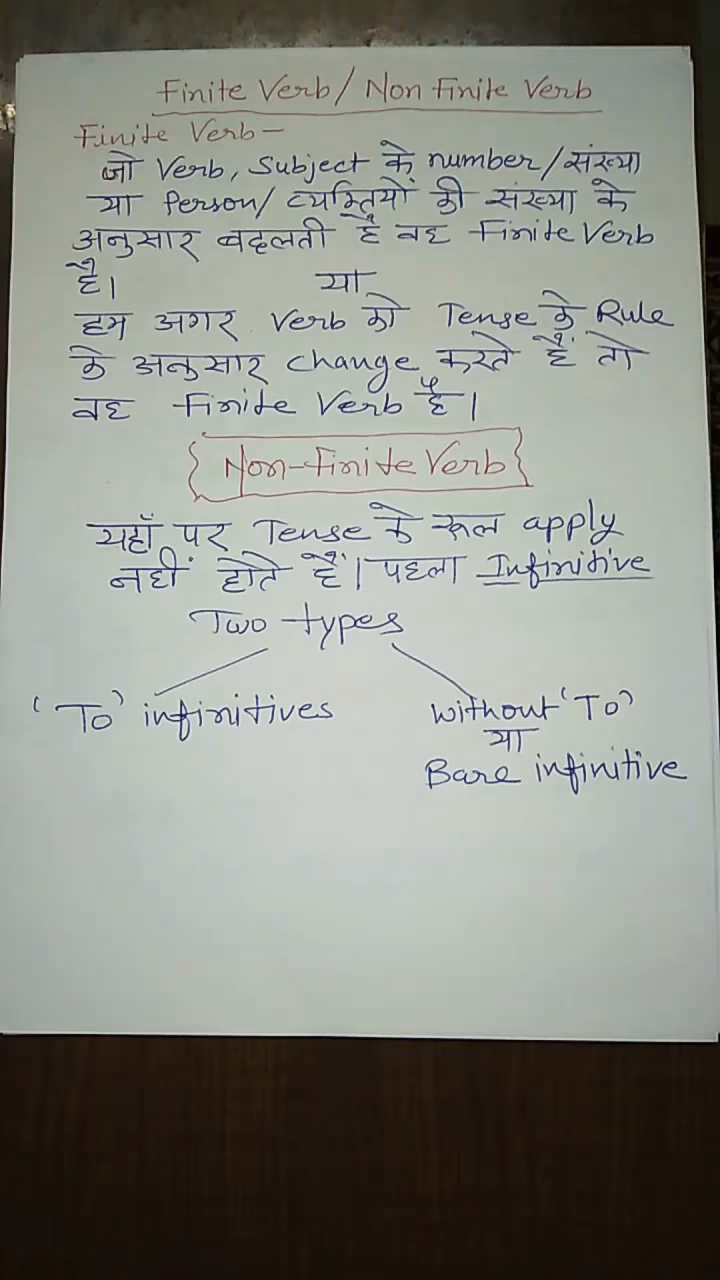 Finite Verb/ Non Finite Verb
Finite Verb-
जो Verb, Subject के number/संख्या
या Person/ व्यक्तियों की संख्या के
अनुसार बदलती है वह Finite Verb
है।
या
हम अगर Verb को Tense के Rule
के अनुसार change करते हैं तो
वह Finite Verb है।
{Non-Finite Verb}
यहाँ पर Tense के रूल apply
नहीं होते हैं। पहला Infinitive
Two types
'To' infinitives
without 'To'
या
Bare infinitive